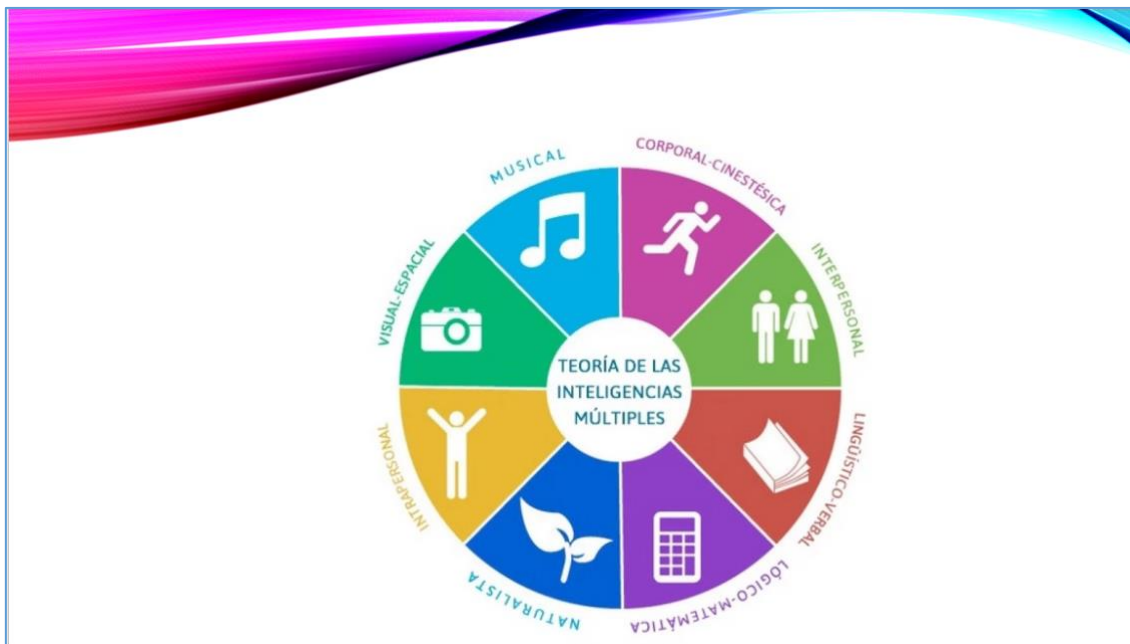 MUSICAL
CORPORAL-CINESTÉSICA
INTERPERSONAL
LINGÜÍSTICO-VERBAL
LÓGICO-MATEMÁTICA
NATURALISTA
INTRAPERSONAL
VISUAL-ESPACIAL
TEORÍA DE LAS
INTELIGENCIAS
MÚLTIPLES